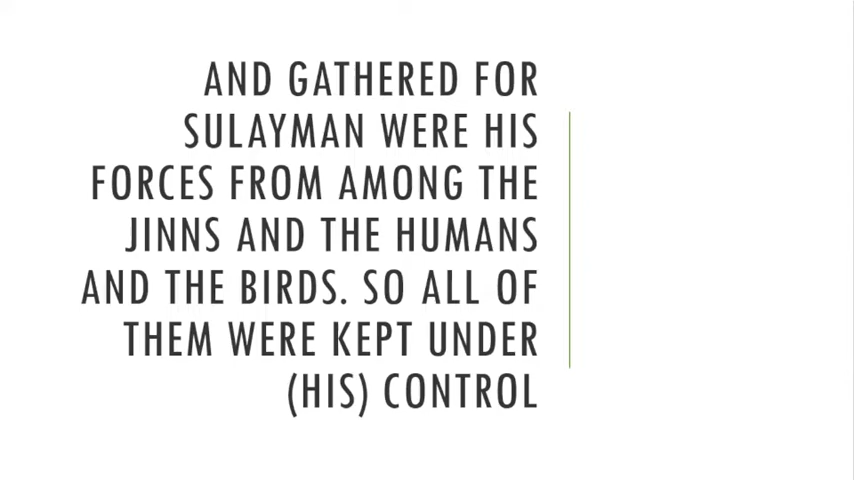 AND GATHERED FOR
SULAYMAN WERE HIS
FORCES FROM AMONG THE
JINNS AND THE HUMANS
AND THE BIRDS. SO ALL OF
THEM WERE KEPT UNDER
(HIS) CONTROL